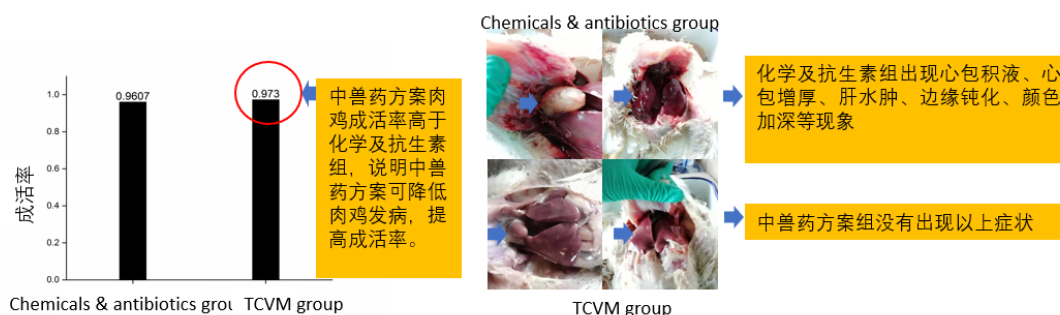 Chemicals & antibiotics group
成活率
1.0
0.8
0.6
0.4
0.2
0.0
0.9607
0.973
Chemicals & antibiotics grou
TCVM group
中兽药方案肉
鸡成活率高于
化学及抗生素
组，说明中兽
药方案可降低
肉鸡发病，提
高成活率。
化学及抗生素组出现心包积液、心
包增厚、肝水肿、边缘钝化、颜色
加深等现象
中兽药方案组没有出现以上症状
TCVM group